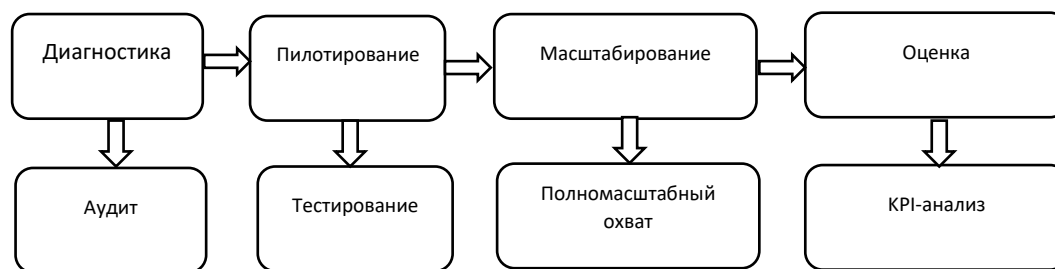 Диагностика
Пилотирование
Масштабирование
Оценка
Аудит
Тестирование
Полномасштабный
охват
KPI-анализ